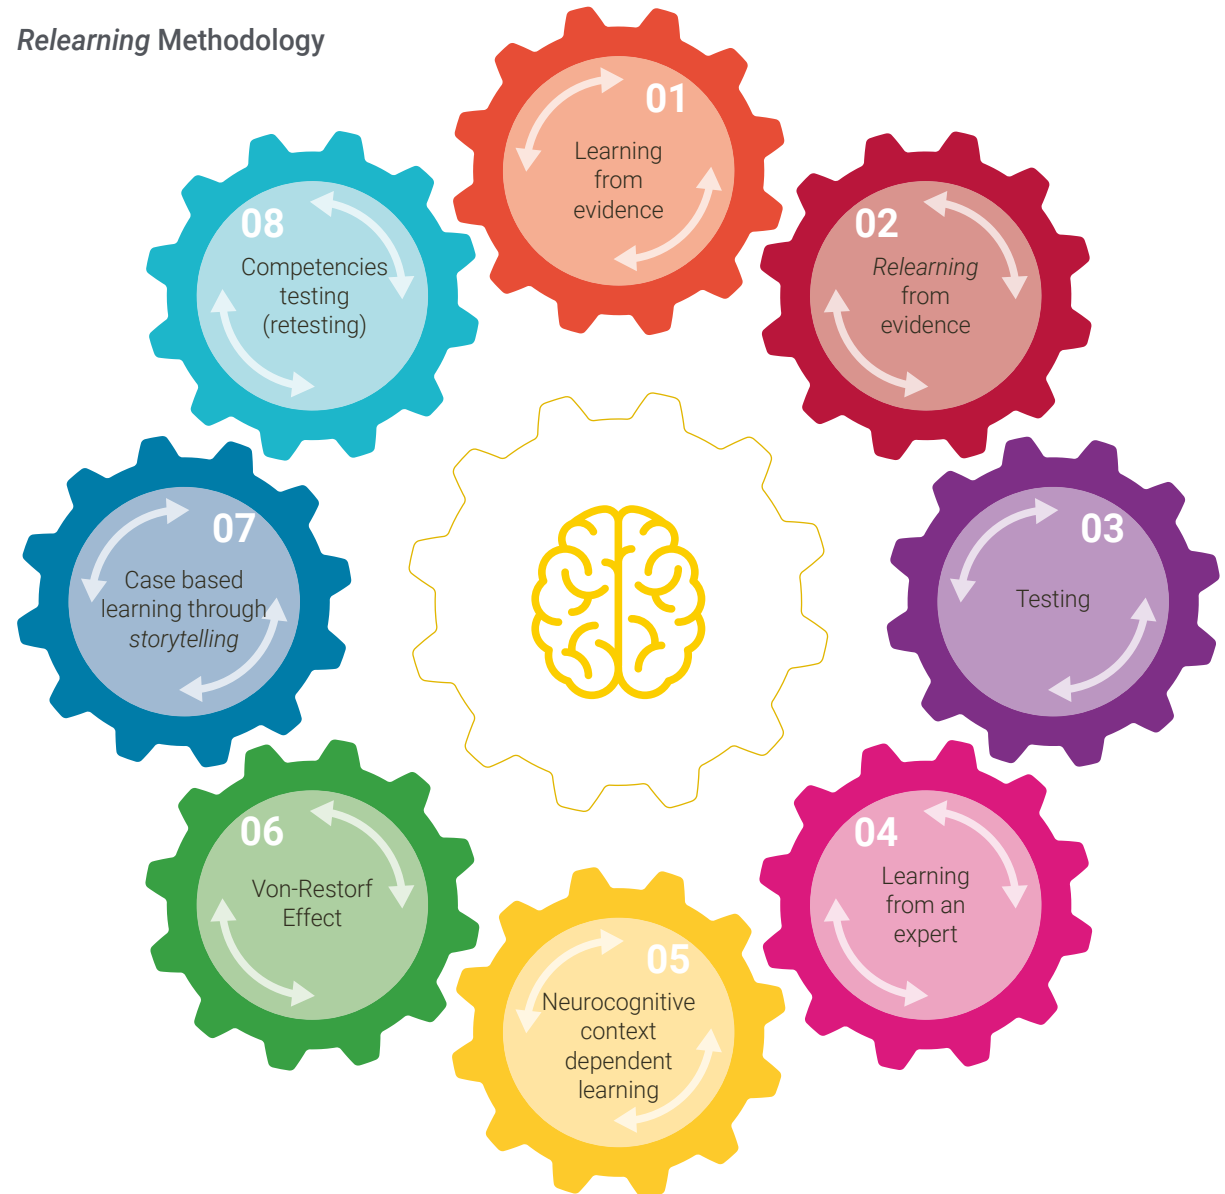 Relearning Methodology
01
Learning
from
evidence
02
Relearning
from
evidence
03
Testing
04
Learning
from an
expert
05
Neurocognitive
context
dependent
learning
06
Von-Restorf
Effect
07
Case based
learning through
storytelling
08
Competencies
testing
(retesting)